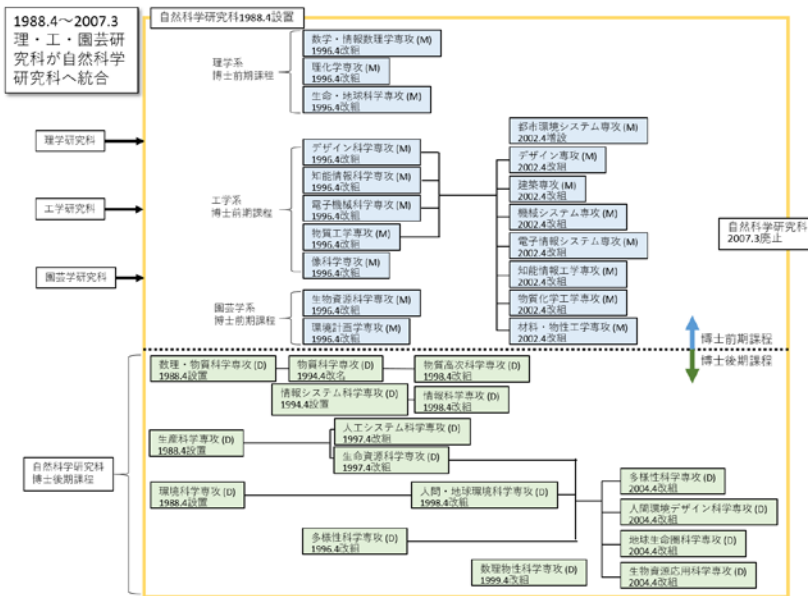 1988.4～2007.3
理・工・園芸研
究科が自然科学
研究科へ統合
自然科学研究科1988.4設置
理学系
博士前期課程
数学・情報数理学専攻(M)
1996.4改組
理化学専攻(M)
1996.4改組
生命・地球科学専攻(M)
1996.4改組
理学研究科
工学研究科
園芸学研究科
工学系
博士前期課程
デザイン科学専攻(M)
1996.4改組
知能情報科学専攻(M)
1996.4改組
電子機械科学専攻(M)
1996.4改組
物質工学専攻(M)
1996.4改組
像科学専攻(M)
1996.4改組
都市環境システム専攻(M)
2002.4増設
デザイン専攻(M)
2002.4改組
建築専攻(M)
2002.4改組
機械システム専攻(M)
2002.4改組
電子情報システム専攻(M)
2002.4改組
知能情報工学専攻(M)
2002.4改組
物質化学工学専攻(M)
2002.4改組
材料・物性工学専攻(M)
2002.4改組
園芸学系
博士前期課程
生物資源科学専攻(M)
1996.4改組
環境計画学専攻(M)
1996.4改組
自然科学研究科
2007.3廃止
博士前期課程
博士後期課程
自然科学研究科
博士後期課程
数理・物質科学専攻(D)
1988.4設置
物質科学専攻(D)
1994.4改名
物質高次科学専攻(D)
1998.4改組
情報システム科学専攻(D)
1994.4設置
情報科学専攻(D)
1998.4改組
生産科学専攻(D)
1988.4設置
人工システム科学専攻(D)
1997.4改組
生命資源科学専攻(D)
1997.4改組
環境科学専攻(D)
1988.4設置
人間・地球環境科学専攻(D)
1998.4改組
多様性科学専攻(D)
1996.4改組
数理物性科学専攻(D)
1999.4改組
多様性科学専攻(D)
2004.4改組
人間環境デザイン科学専攻(D)
2004.4改組
地球生命圏科学専攻(D)
2004.4改組
生物資源応用科学専攻(D)
2004.4改組